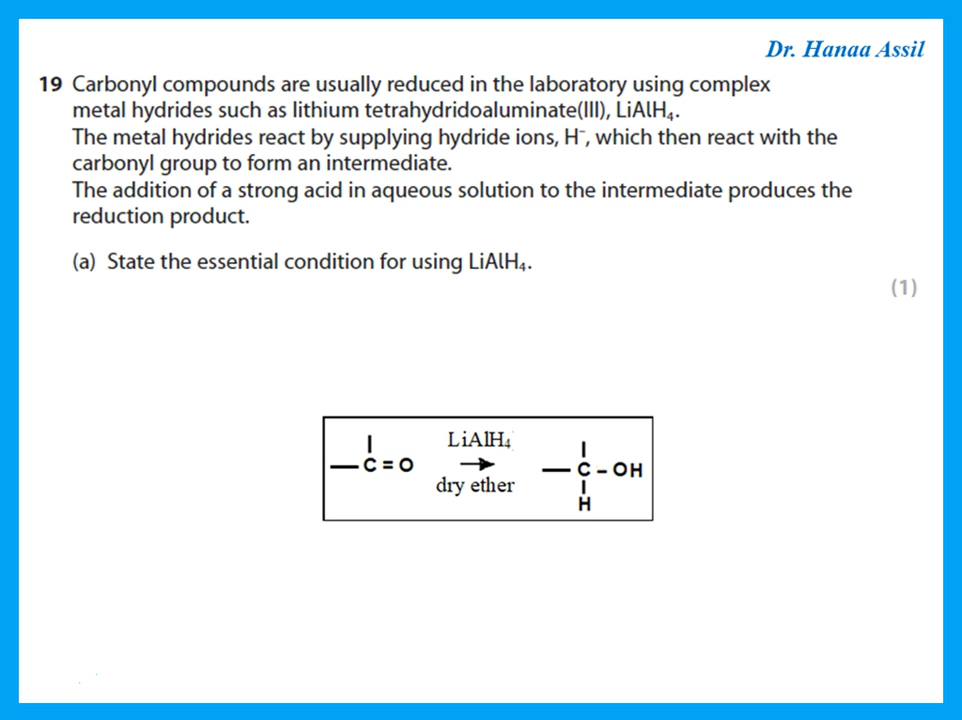 Dr. Hanaa Assil
19 Carbonyl compounds are usually reduced in the laboratory using complex
metal hydrides such as lithium tetrahydridoaluminate(III), LiAlH₄.
The metal hydrides react by supplying hydride ions, H⁻, which then react with the
carbonyl group to form an intermediate.
The addition of a strong acid in aqueous solution to the intermediate produces the
reduction product.
(a) State the essential condition for using LiAlH₄.
(1)
LiAlH₄
C = O
C – OH
dry ether
H